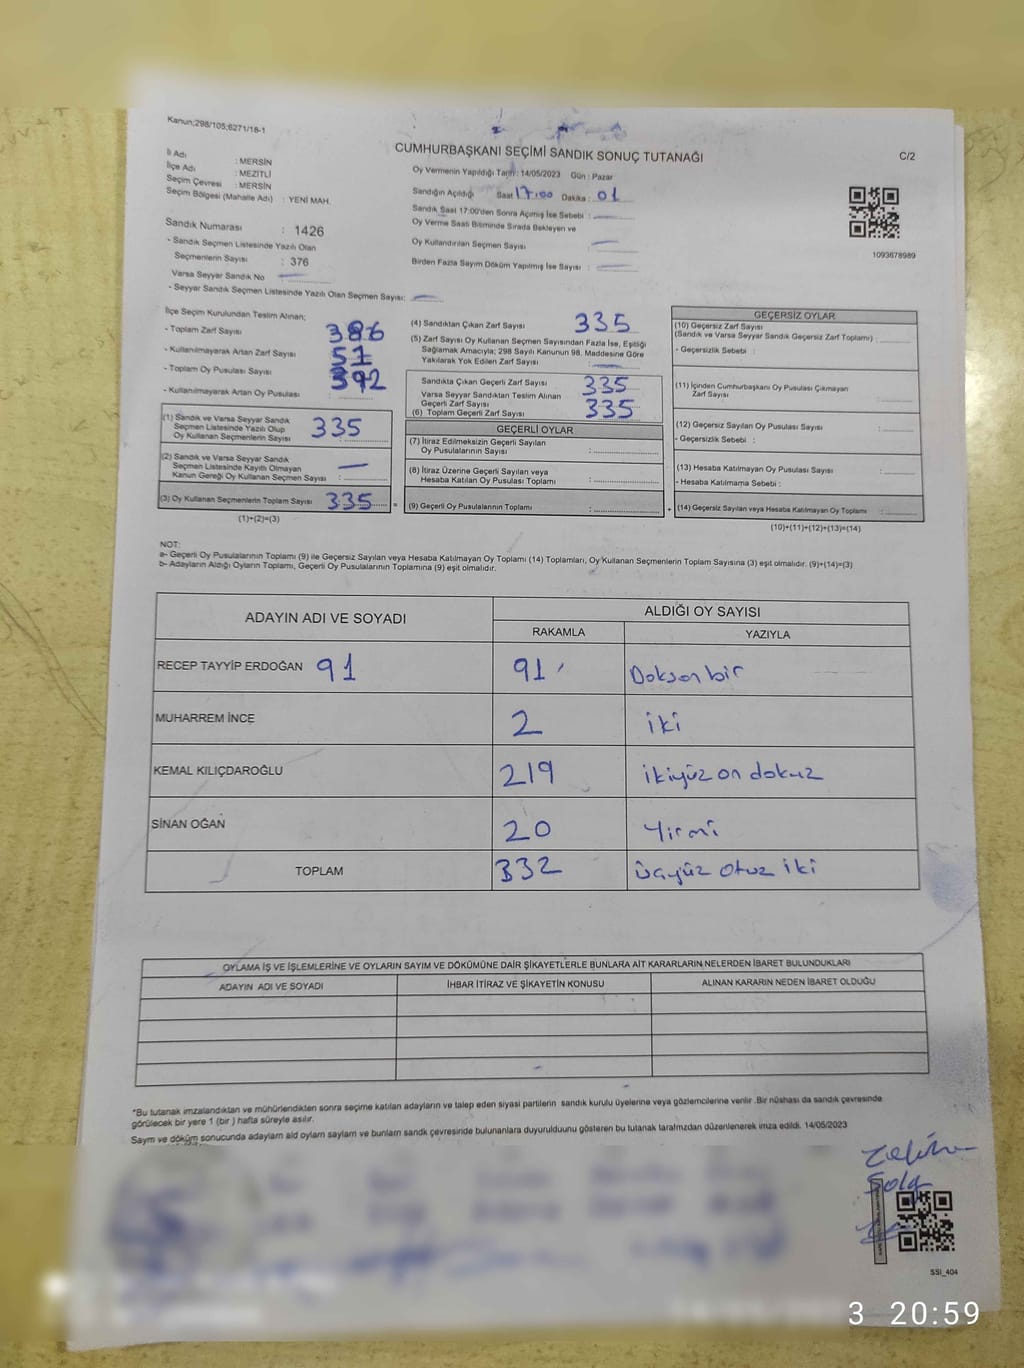 Kanun;298/105;6271/18-1
CUMHURBAŞKANI SEÇİMİ SANDIK SONUÇ TUTANAĞI
C/2
İl Adı : MERSİN
İlçe Adı : MEZİTLİ
Seçim Çevresi : MERSİN
Seçim Bölgesi (Mahalle Adı) : YENİ MAH.
Sandık Numarası : 1426
- Sandık Seçmen Listesinde Yazılı Olan
Seçmenlerin Sayısı : 376
Varsa Seyyar Sandık No
- Seyyar Sandık Seçmen Listesinde Yazılı Olan Seçmen Sayısı:
Oy Vermenin Yapıldığı Tarih: 14/05/2023 Gün : Pazar
Sandığın Açıldığı Saat 17:00 Dakika : 01
Sandık Saat 17:00'den Sonra Açılmış İse Sebebi :
Oy Verme Saati Bitiminde Sırada Bekleyen ve
Oy Kullandırılan Seçmen Sayısı
Birden Fazla Sayım Döküm Yapılmış İse Sayısı :
1093678989
İlçe Seçim Kurulundan Teslim Alınan;
- Toplam Zarf Sayısı 386
- Kullanılmayarak Artan Zarf Sayısı 51
- Toplam Oy Pusulası Sayısı 392
- Kullanılmayarak Artan Oy Pusulası :
(1) Sandık ve Varsa Seyyar Sandık
Seçmen Listesinde Yazılı Olup
Oy Kullanan Seçmenlerin Sayısı : 335
(2) Sandık ve Varsa Seyyar Sandık
Seçmen Listesinde Kayıtlı Olmayan
Kanun Gereği Oy Kullanan Seçmen Sayısı :
(3) Oy Kullanan Seçmenlerin Toplam Sayısı 335 =
(1)+(2)=(3)
(4) Sandıktan Çıkan Zarf Sayısı 335
(5) Zarf Sayısı Oy Kullanan Seçmen Sayısından Fazla İse, Eşitliği
Sağlamak Amacıyla; 298 Sayılı Kanunun 98. Maddesine Göre
Yakılarak Yok Edilen Zarf Sayısı :
Sandıkta Çıkan Geçerli Zarf Sayısı 335
Varsa Seyyar Sandıktan Teslim Alınan
Geçerli Zarf Sayısı
(6) Toplam Geçerli Zarf Sayısı 335
GEÇERLİ OYLAR
(7) İtiraz Edilmeksizin Geçerli Sayılan
Oy Pusulalarının Sayısı :
(8) İtiraz Üzerine Geçerli Sayılan veya
Hesaba Katılan Oy Pusulası Toplamı :
(9) Geçerli Oy Pusulalarının Toplamı : +
GEÇERSİZ OYLAR
(10) Geçersiz Zarf Sayısı
(Sandık ve Varsa Seyyar Sandık Geçersiz Zarf Toplamı) :
- Geçersizlik Sebebi :
(11) İçinden Cumhurbaşkanı Oy Pusulası Çıkmayan
Zarf Sayısı :
(12) Geçersiz Sayılan Oy Pusulası Sayısı :
- Geçersizlik Sebebi :
(13) Hesaba Katılmayan Oy Pusulası Sayısı :
- Hesaba Katılmama Sebebi :
(14) Geçersiz Sayılan veya Hesaba Katılmayan Oy Toplamı :
(10)+(11)+(12)+(13)=(14)
NOT:
a- Geçerli Oy Pusulalarının Toplamı (9) ile Geçersiz Sayılan veya Hesaba Katılmayan Oy Toplamı (14) Toplamları, Oy Kullanan Seçmenlerin Toplam Sayısına (3) eşit olmalıdır. (9)+(14)=(3)
b- Adayların Aldığı Oyların Toplamı, Geçerli Oy Pusulalarının Toplamına (9) eşit olmalıdır.
ADAYIN ADI VE SOYADI
ALDIĞI OY SAYISI
RAKAMLA YAZIYLA
RECEP TAYYİP ERDOĞAN 91 91 Doksan bir
MUHARREM İNCE 2 iki
KEMAL KILIÇDAROĞLU 219 ikiyüz on dokuz
SİNAN OĞAN 20 Yirmi
TOPLAM 332 Üçyüz otuz iki
OYLAMA İŞ VE İŞLEMLERİNE VE OYLARIN SAYIM VE DÖKÜMÜNE DAİR ŞİKAYETLERLE BUNLARA AİT KARARLARIN NELERDEN İBARET BULUNDUKLARI
ADAYIN ADI VE SOYADI İHBAR İTİRAZ VE ŞİKAYETİN KONUSU ALINAN KARARIN NEDEN İBARET OLDUĞU
*Bu tutanak imzalandıktan ve mühürlendikten sonra seçime katılan adayların ve talep eden siyasi partilerin sandık kurulu üyelerine veya gözlemcilerine verilir .Bir nüshası da sandık çevresinde
görülecek bir yere 1 (bir ) hafta süreyle asılır.
Sayım ve döküm sonucunda adayların aldı oyların sayıları ve bunların sandk çevresinde bulunanlara duyurulduunu gösteren bu tutanak tarafmzdan düzenlenerek imza edildi. 14/05/2023
SSI_404
3 20:59